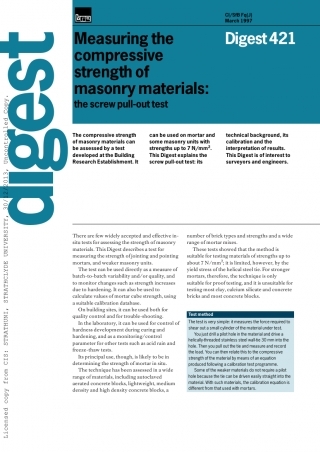 CI/SfB Fg(J)
March 1997
bre
Measuring the
compressive
strength of
masonry materials:
the screw pull-out test
Digest 421
digest
Licensed copy from CIS: STRATHUNI, STRATHCLYDE UNIVERSITY, 30/11/2013, Uncontrolled Copy.
The compressive strength
of masonry materials can
be assessed by a test
developed at the Building
Research Establishment. It
can be used on mortar and
some masonry units with
strengths up to 7 N/mm².
This Digest explains the
screw pull-out test: its
technical background, its
calibration and the
interpretation of results.
This Digest is of interest to
surveyors and engineers.
There are few widely accepted and effective in-
situ tests for assessing the strength of masonry
materials. This Digest describes a test for
measuring the strength of jointing and pointing
mortars, and weaker masonry units.
The test can be used directly as a measure of
batch-to-batch variability and/or quality, and
to monitor changes such as strength increases
due to hardening. It can also be used to
calculate values of mortar cube strength, using
a suitable calibration database.
On building sites, it can be used both for
quality control and for trouble-shooting.
In the laboratory, it can be used for control of
hardness development during curing and
hardening, and as a monitoring/control
parameter for other tests such as acid rain and
freeze–thaw tests.
Its principal use, though, is likely to be in
determining the strength of mortar in situ.
The technique has been assessed in a wide
range of materials, including autoclaved
aerated concrete blocks; lightweight, medium
density and high density concrete blocks, a
number of brick types and strengths and a wide
range of mortar mixes.
These tests showed that the method is
suitable for testing materials of strengths up to
about 7 N/mm²; it is limited, however, by the
yield stress of the helical steel tie. For stronger
mortars, therefore, the technique is only
suitable for proof testing, and it is unsuitable for
testing most clay, calcium silicate and concrete
bricks and most concrete blocks.
Test method
The test is very simple; it measures the force required to
shear out a small cylinder of the material under test.
You just drill a pilot hole in the material and drive a
helically-threaded stainless steel wall tie 30 mm into the
hole. Then you pull out the tie and measure and record
the load. You can then relate this to the compressive
strength of the material by means of an equation
produced following a calibration test programme.
Some of the weaker materials do not require a pilot
hole because the tie can be driven easily straight into the
material. With such materials, the calibration equation is
different from that used with mortars.